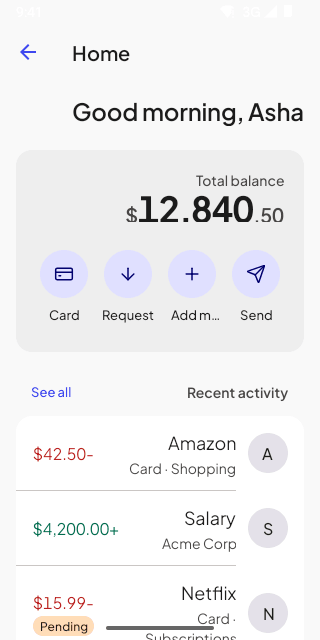 9:41 3G
Home
Good morning, Asha
Total balance
$12,840.50
Card Request Add m… Send
See all Recent activity
Amazon
$42.50-
Card · Shopping
A
Salary
$4,200.00+
Acme Corp
S
Netflix
$15.99-
Card ·
Subscriptions
Pending
N